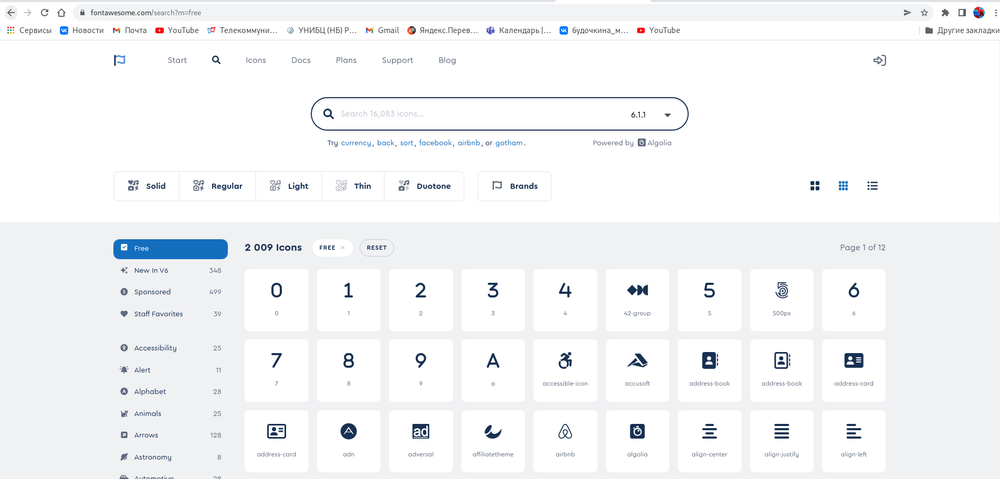 fontawesome.com/search?m=free
Сервисы Новости Почта YouTube Телекоммуни... УНИБЦ (НБ) Р... Gmail Яндекс.Перев... Календарь |... будочкина_м... YouTube Другие закладки
Start Icons Docs Plans Support Blog
Search 16,083 icons... 6.1.1
Try currency, back, sort, facebook, airbnb, or gotham. Powered by Algolia
Solid Regular Light Thin Duotone Brands
Free
New In V6 348
Sponsored 499
Staff Favorites 39
Accessibility 25
Alert 11
Alphabet 28
Animals 25
Arrows 128
Astronomy 8
Automotive 28
2 009 Icons FREE × RESET Page 1 of 12
0 1 2 3 4 5 6
0 1 2 3 4 42-group 5 500px 6
7 8 9 A
7 8 9 a accessible-icon accusoft address-book address-book address-card
ad
address-card adn adversal affiliatetheme airbnb algolia align-center align-justify align-left